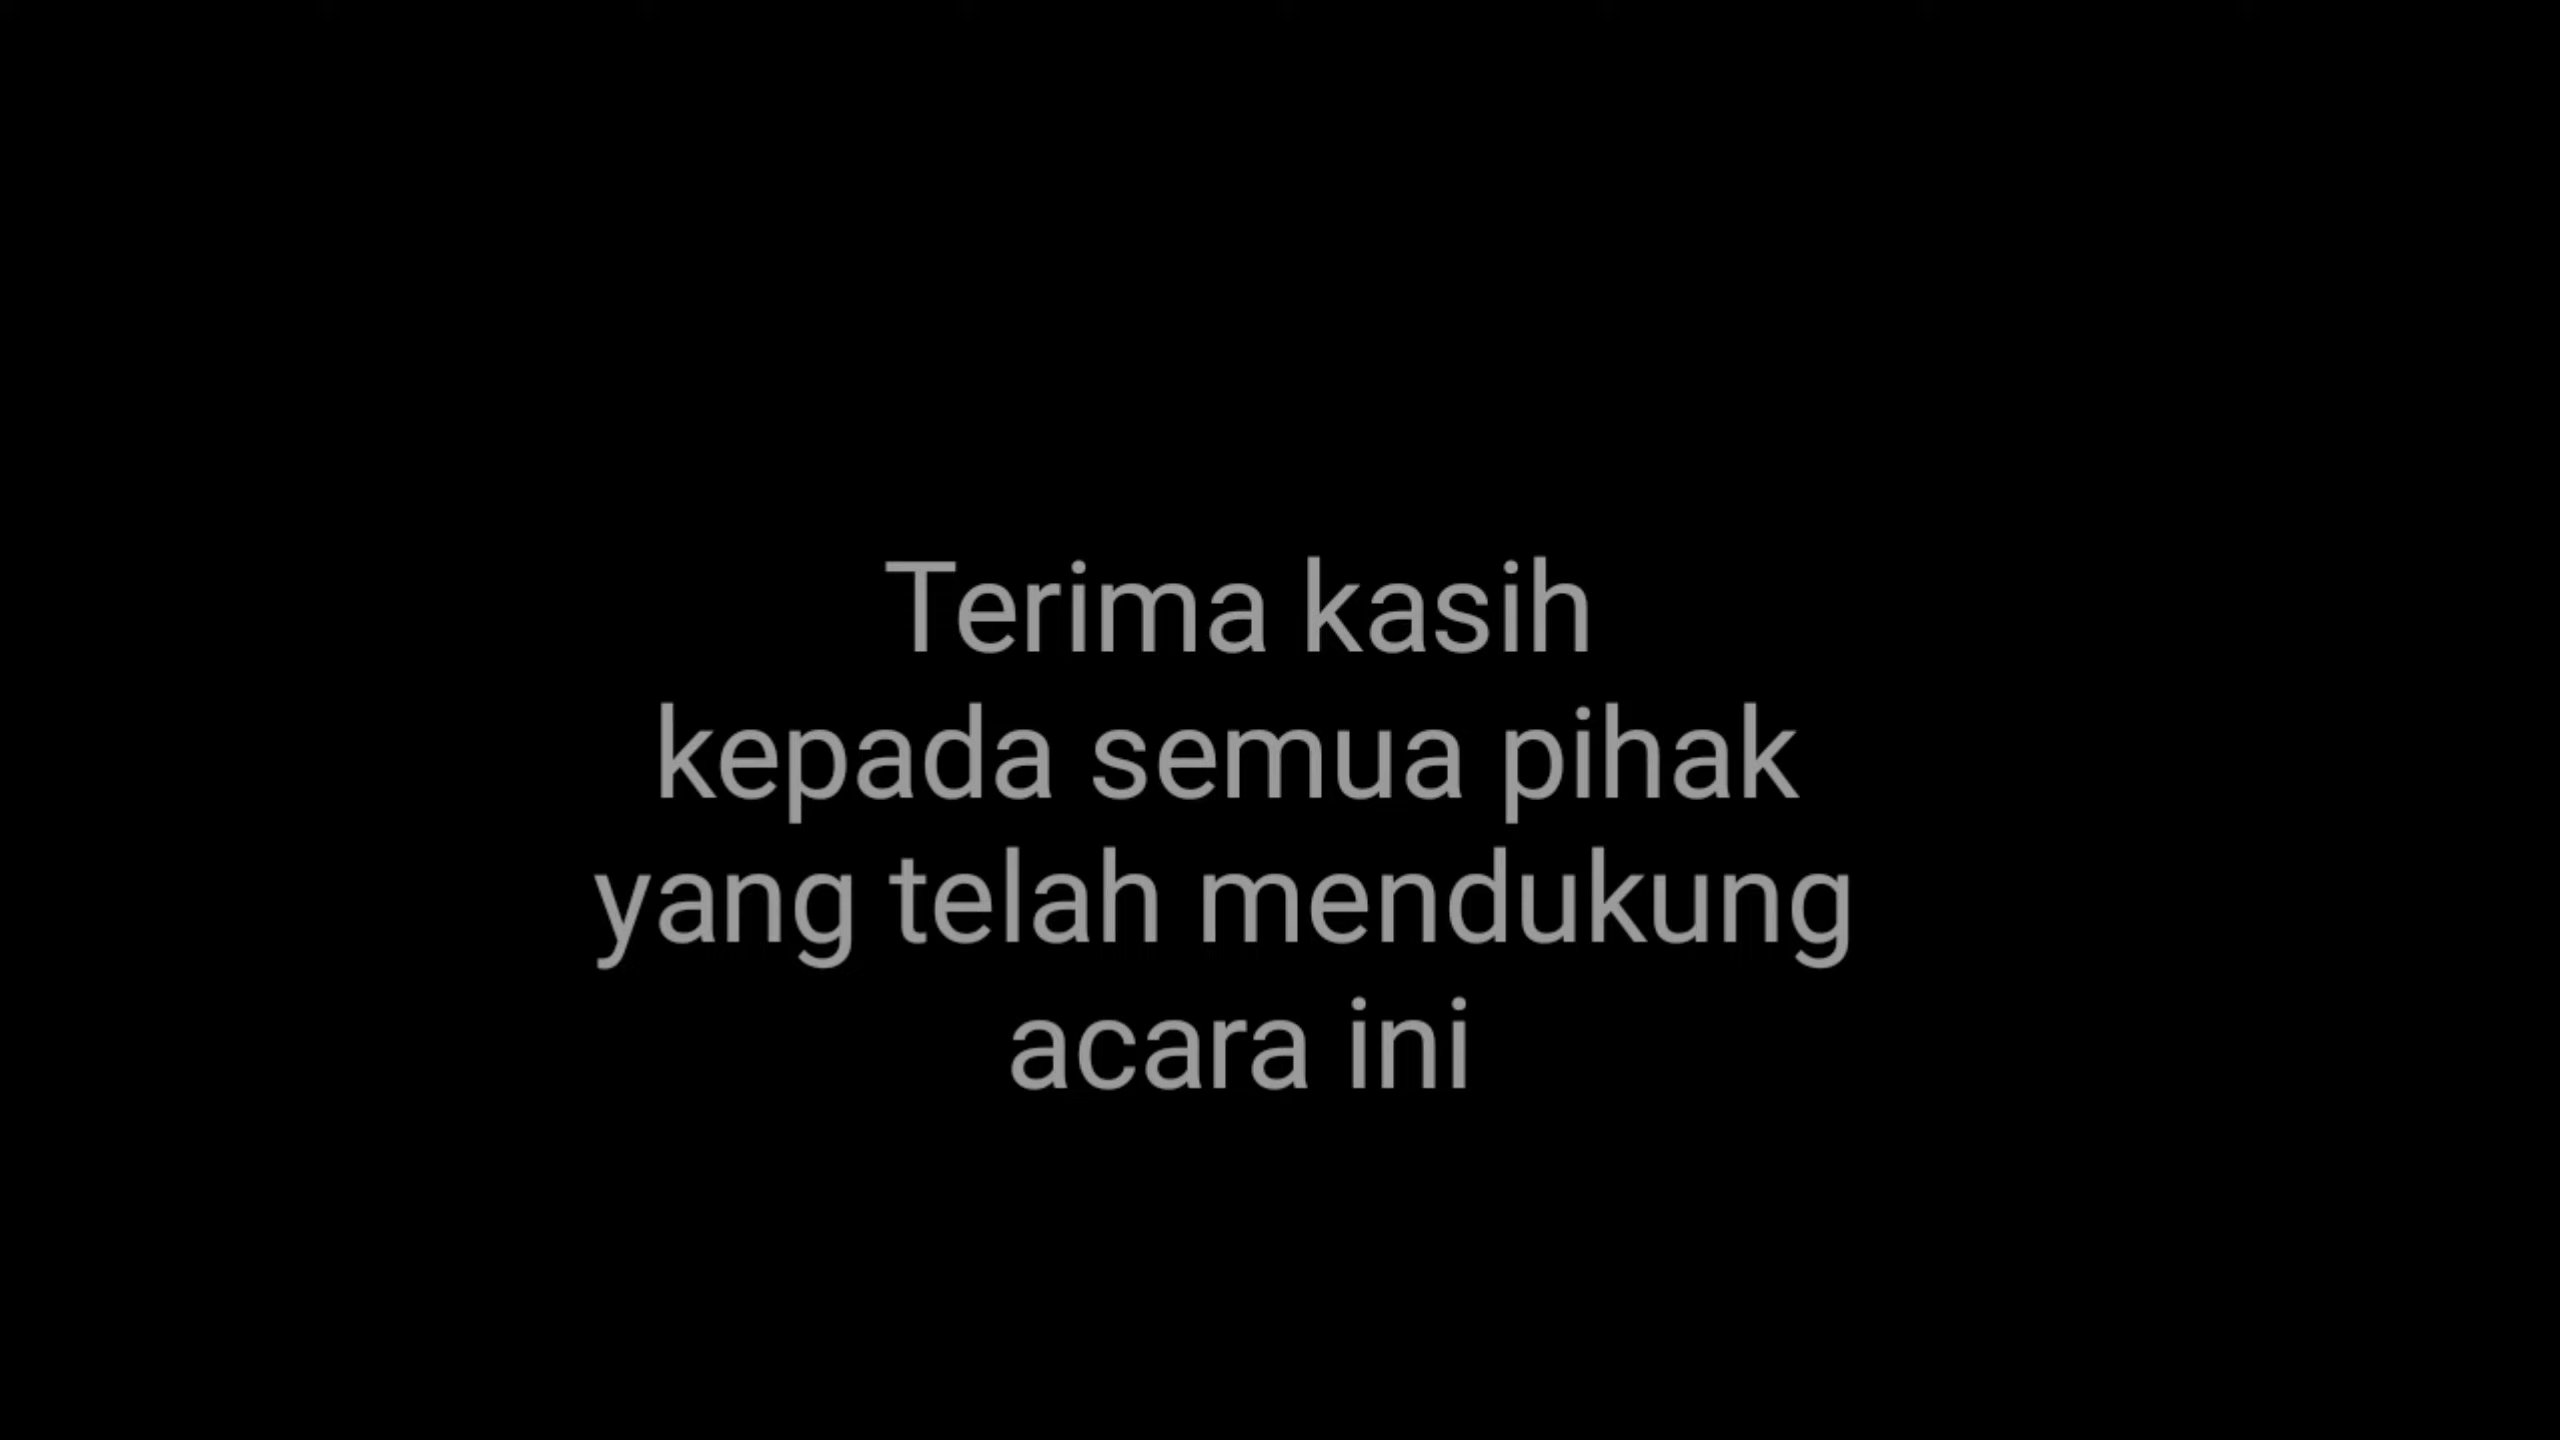 Terima kasih
kepada semua pihak
yang telah mendukung
acara ini